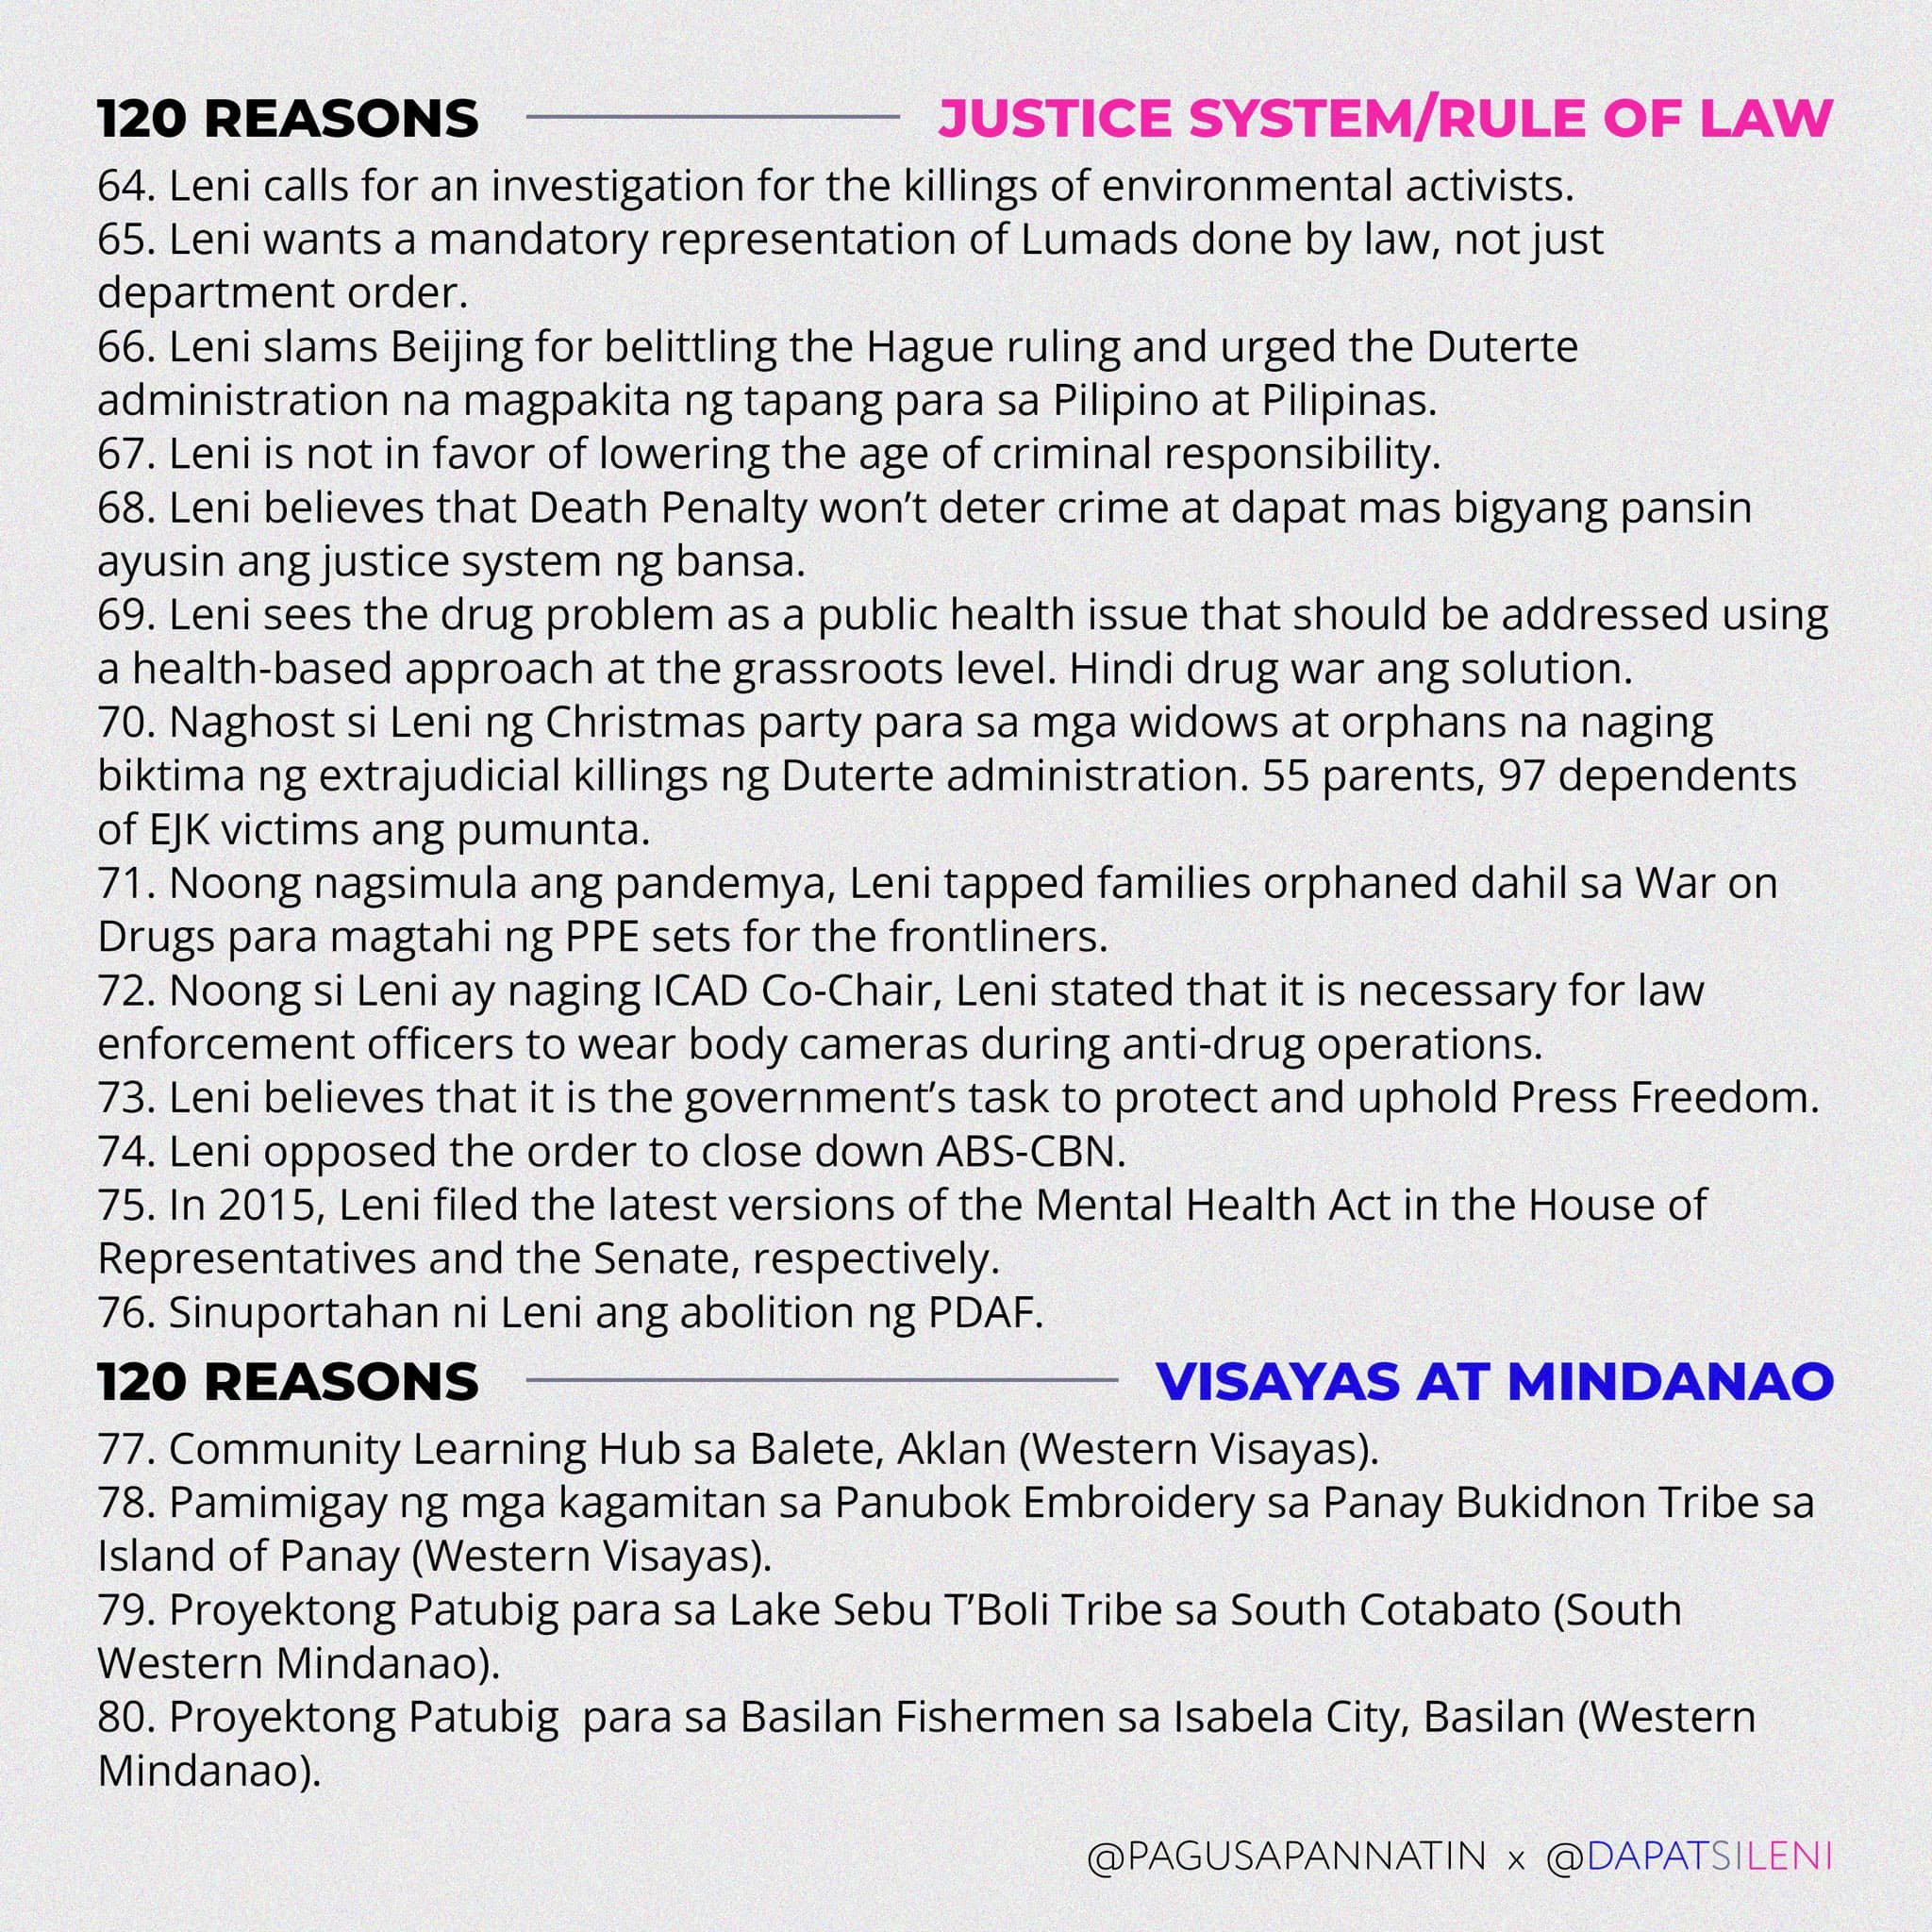 120 REASONS JUSTICE SYSTEM/RULE OF LAW
64. Leni calls for an investigation for the killings of environmental activists.
65. Leni wants a mandatory representation of Lumads done by law, not just
department order.
66. Leni slams Beijing for belittling the Hague ruling and urged the Duterte
administration na magpakita ng tapang para sa Pilipino at Pilipinas.
67. Leni is not in favor of lowering the age of criminal responsibility.
68. Leni believes that Death Penalty won’t deter crime at dapat mas bigyang pansin
ayusin ang justice system ng bansa.
69. Leni sees the drug problem as a public health issue that should be addressed using
a health-based approach at the grassroots level. Hindi drug war ang solution.
70. Naghost si Leni ng Christmas party para sa mga widows at orphans na naging
biktima ng extrajudicial killings ng Duterte administration. 55 parents, 97 dependents
of EJK victims ang pumunta.
71. Noong nagsimula ang pandemya, Leni tapped families orphaned dahil sa War on
Drugs para magtahi ng PPE sets for the frontliners.
72. Noong si Leni ay naging ICAD Co-Chair, Leni stated that it is necessary for law
enforcement officers to wear body cameras during anti-drug operations.
73. Leni believes that it is the government’s task to protect and uphold Press Freedom.
74. Leni opposed the order to close down ABS-CBN.
75. In 2015, Leni filed the latest versions of the Mental Health Act in the House of
Representatives and the Senate, respectively.
76. Sinuportahan ni Leni ang abolition ng PDAF.
120 REASONS VISAYAS AT MINDANAO
77. Community Learning Hub sa Balete, Aklan (Western Visayas).
78. Pamimigay ng mga kagamitan sa Panubok Embroidery sa Panay Bukidnon Tribe sa
Island of Panay (Western Visayas).
79. Proyektong Patubig para sa Lake Sebu T’Boli Tribe sa South Cotabato (South
Western Mindanao).
80. Proyektong Patubig  para sa Basilan Fishermen sa Isabela City, Basilan (Western
Mindanao).
@PAGUSAPANNATIN x @DAPATSILENI